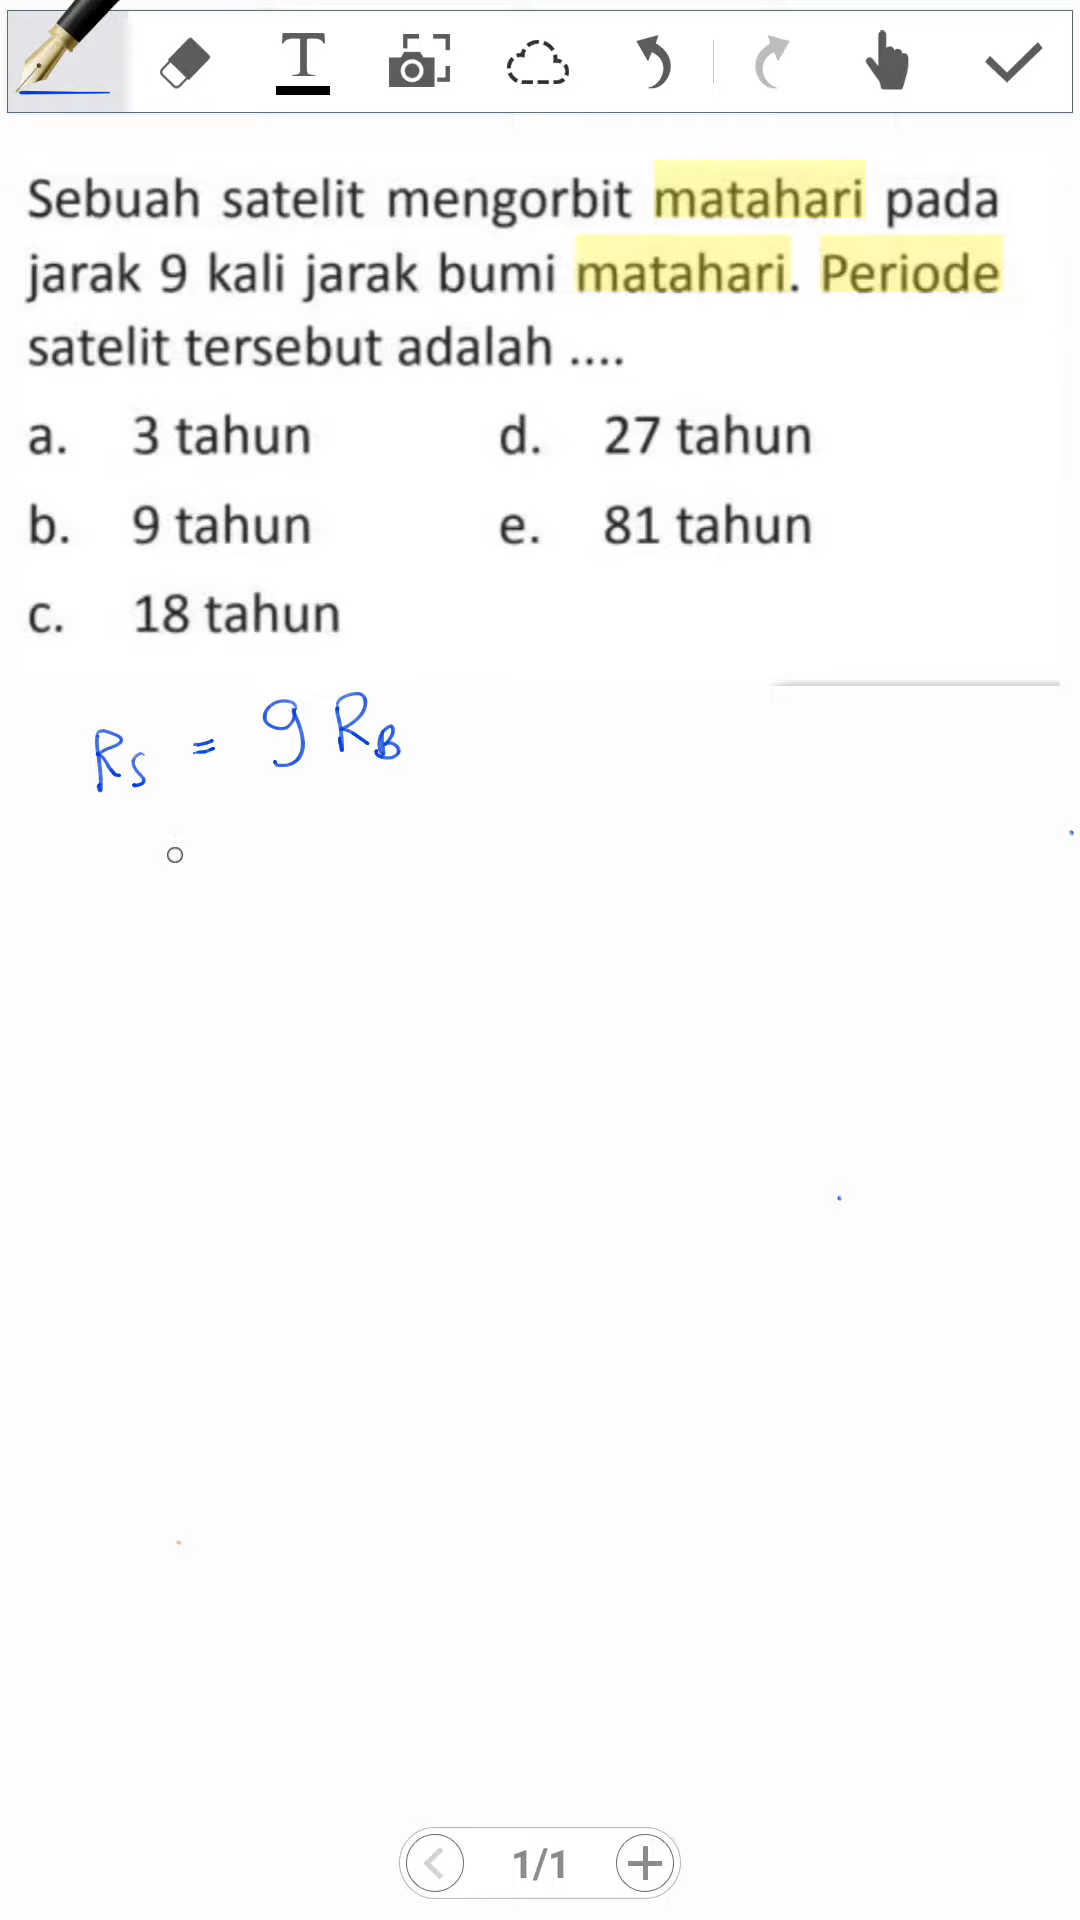 T
Sebuah satelit mengorbit matahari pada
jarak 9 kali jarak bumi matahari. Periode
satelit tersebut adalah ....
a. 3 tahun d. 27 tahun
b. 9 tahun e. 81 tahun
c. 18 tahun
Rs = 9 RB
1/1